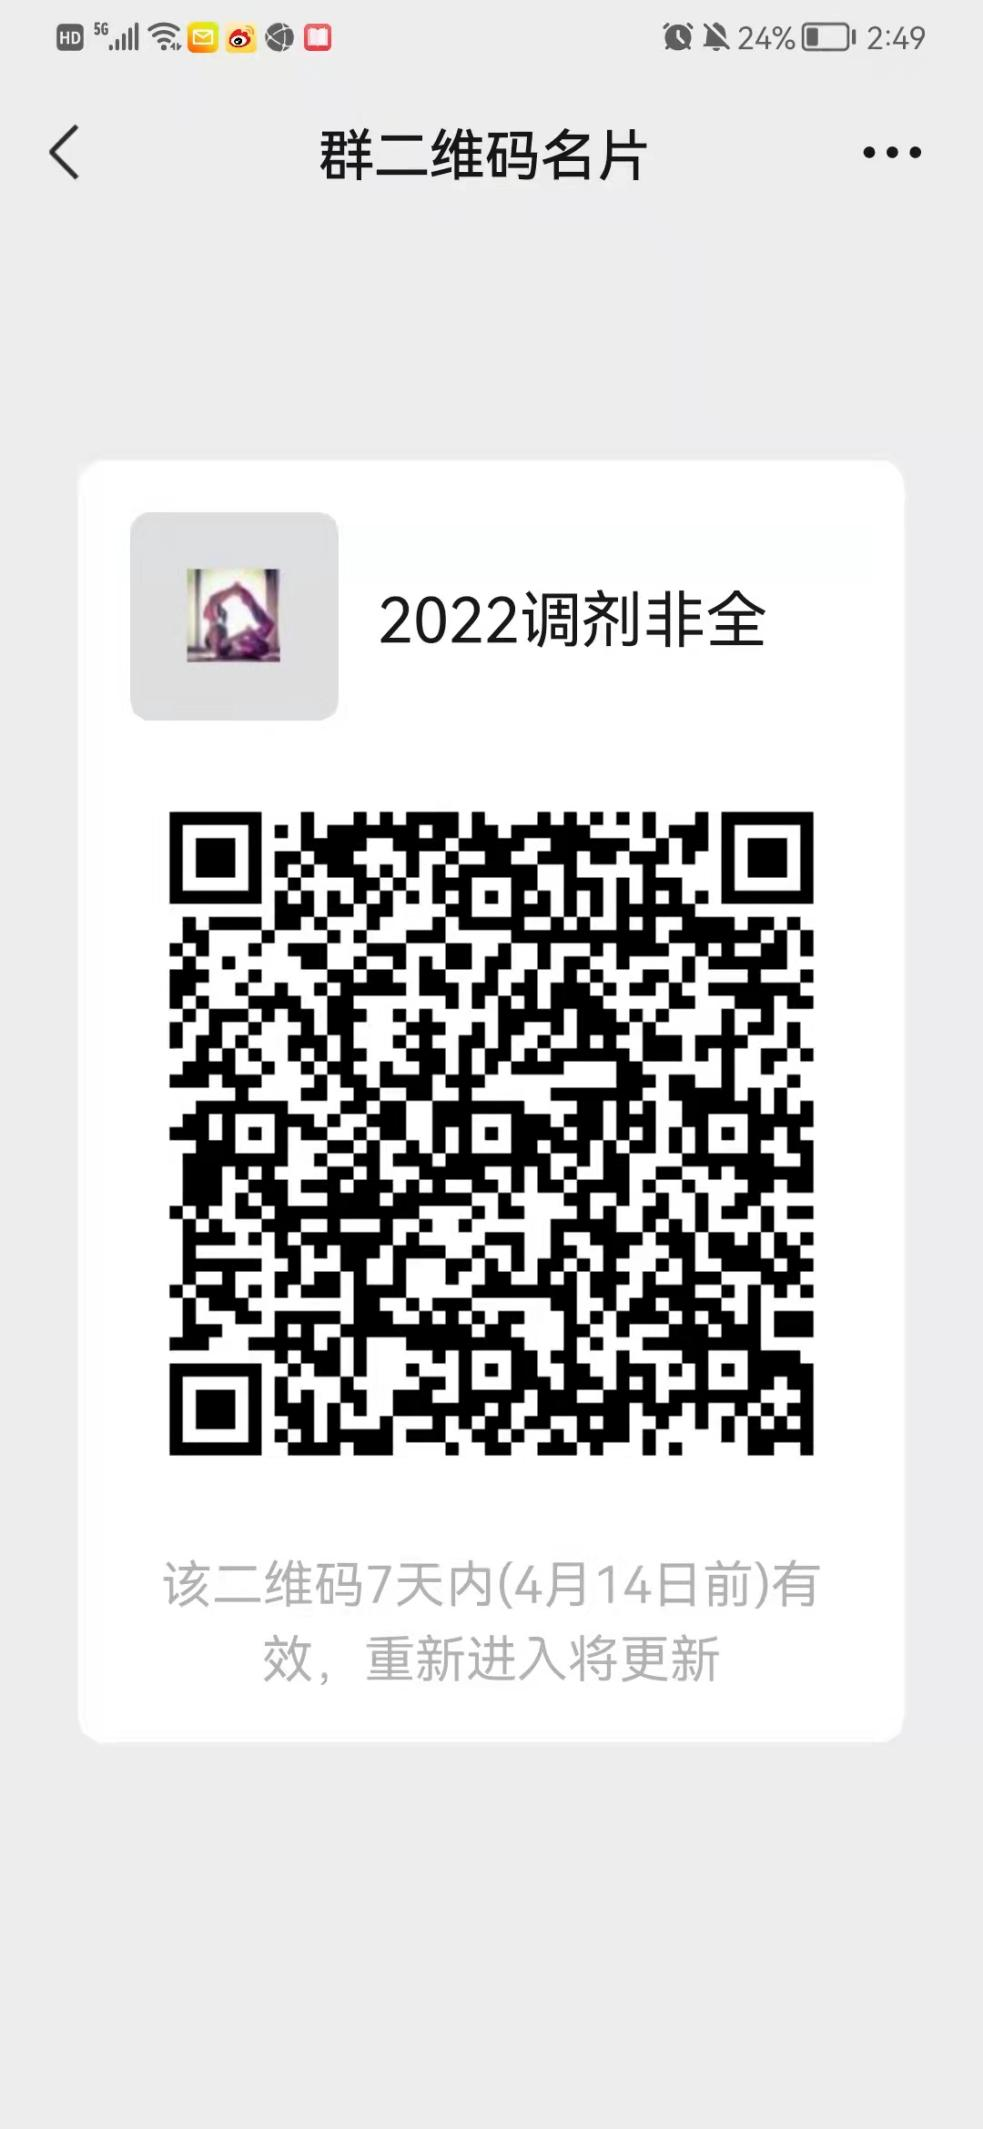 HD 5G 24% 2:49
群二维码名片
2022调剂非全
该二维码7天内(4月14日前)有
效，重新进入将更新